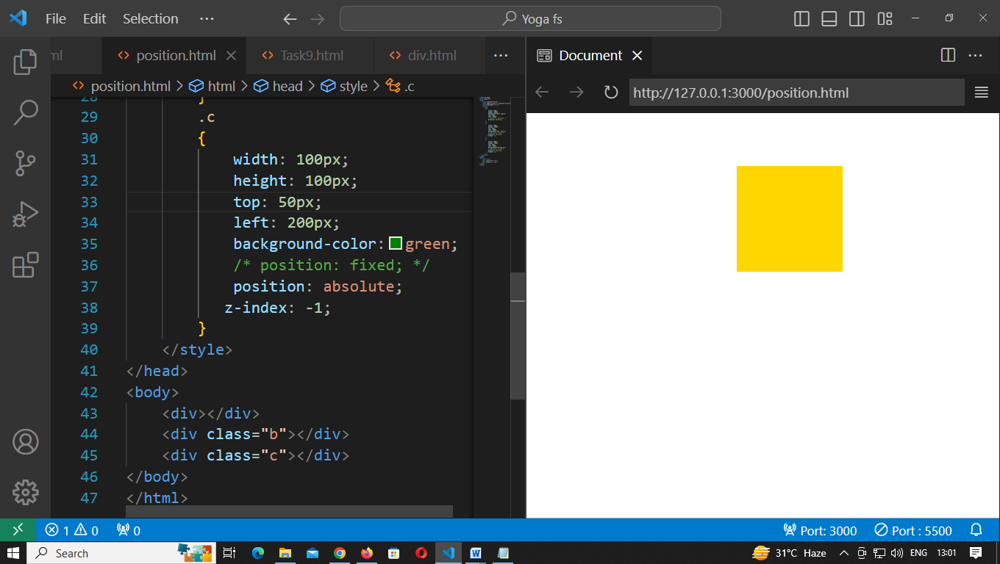 File Edit Selection ··· Yoga fs
ml position.html Task9.html div.html ···
position.html > html > head > style > .c
28 }
29 .c
30 {
31 width: 100px;
32 height: 100px;
33 top: 50px;
34 left: 200px;
35 background-color: green;
36 /* position: fixed; */
37 position: absolute;
38 z-index: -1;
39 }
40 </style>
41 </head>
42 <body>
43 <div></div>
44 <div class="b"></div>
45 <div class="c"></div>
46 </body>
47 </html>
Document
http://127.0.0.1:3000/position.html
1 0 0 Port: 3000 Port : 5500
Search 31°C Haze ENG 13:01